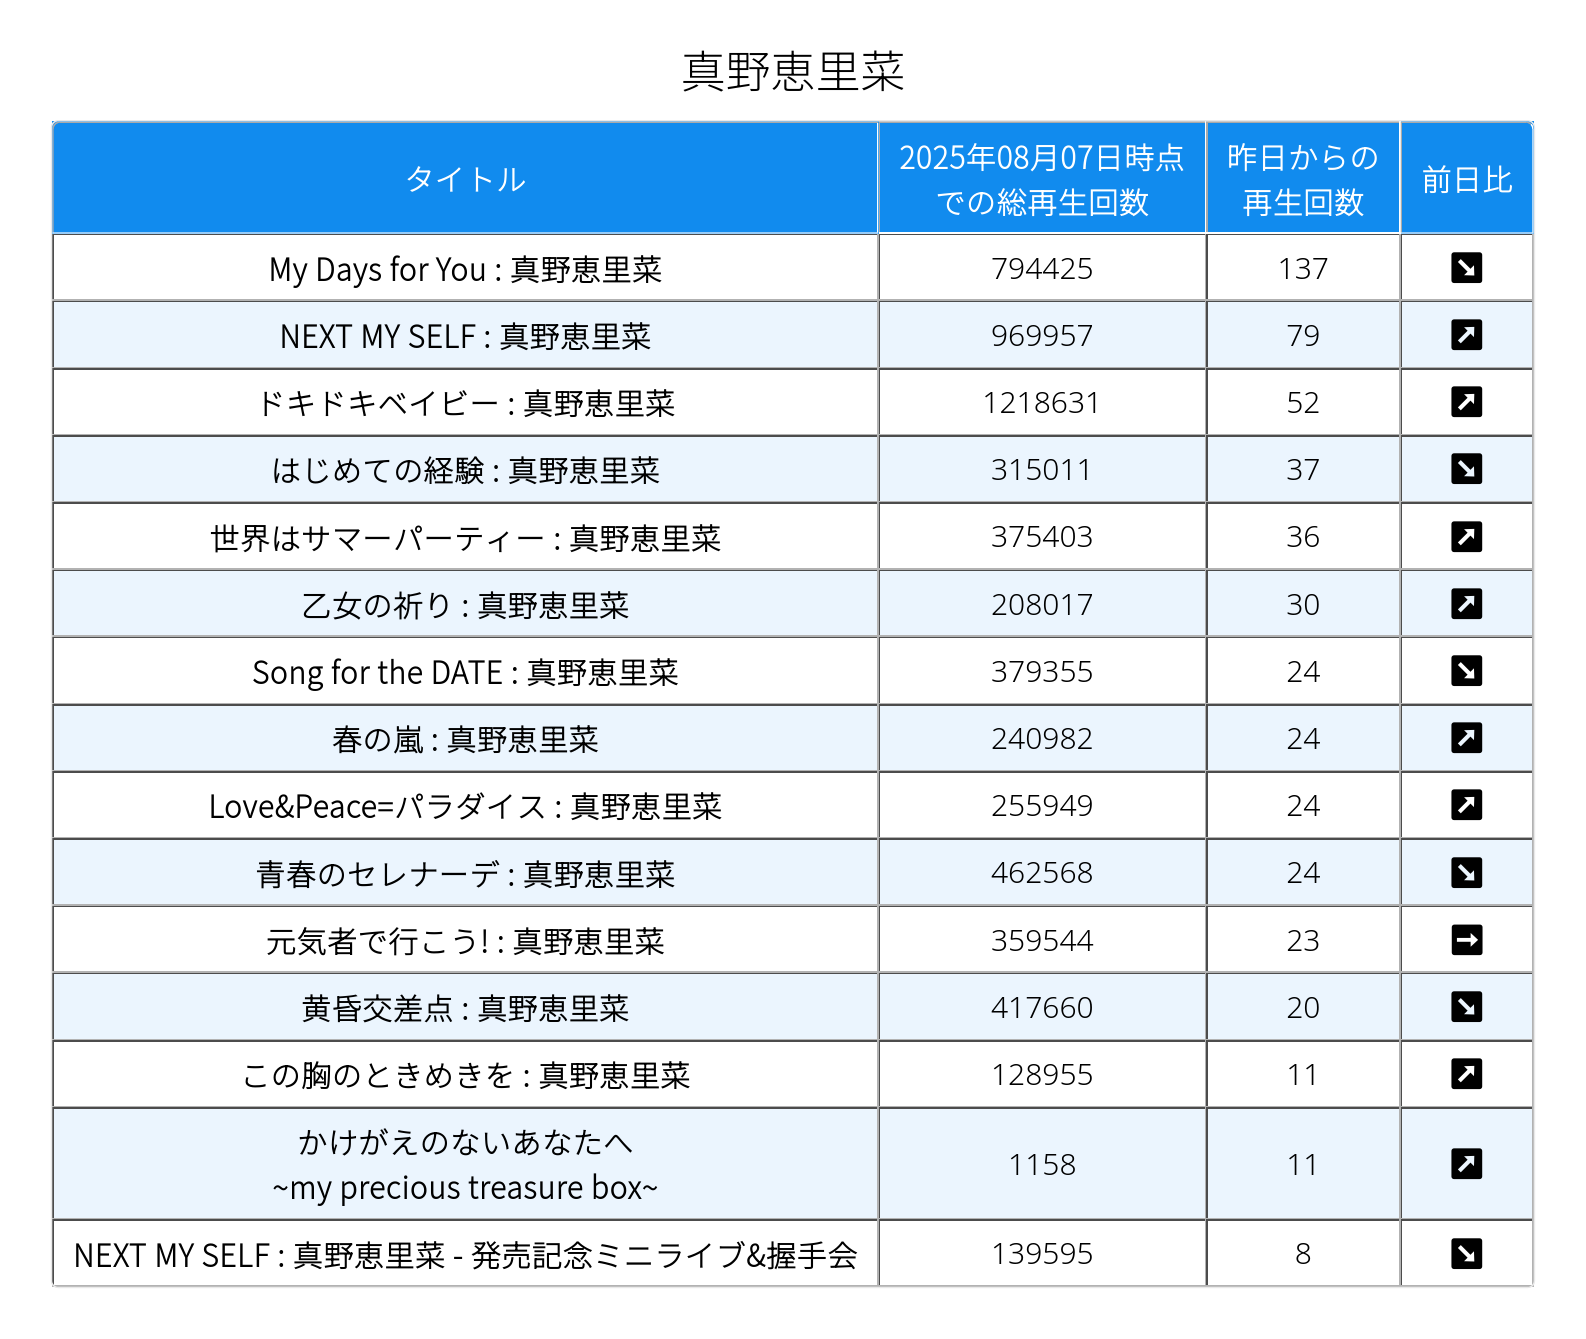 真野恵里菜
タイトル
2025年08月07日時点
での総再生回数
昨日からの
再生回数
前日比
My Days for You : 真野恵里菜 794425 137 ↘
NEXT MY SELF : 真野恵里菜 969957 79 ↗
ドキドキベイビー : 真野恵里菜 1218631 52 ↗
はじめての経験 : 真野恵里菜 315011 37 ↘
世界はサマーパーティー : 真野恵里菜 375403 36 ↗
乙女の祈り : 真野恵里菜 208017 30 ↗
Song for the DATE : 真野恵里菜 379355 24 ↘
春の嵐 : 真野恵里菜 240982 24 ↗
Love&Peace=パラダイス : 真野恵里菜 255949 24 ↗
青春のセレナーデ : 真野恵里菜 462568 24 ↘
元気者で行こう! : 真野恵里菜 359544 23 →
黄昏交差点 : 真野恵里菜 417660 20 ↘
この胸のときめきを : 真野恵里菜 128955 11 ↗
かけがえのないあなたへ
~my precious treasure box~ 1158 11 ↗
NEXT MY SELF : 真野恵里菜 - 発売記念ミニライブ&握手会 139595 8 ↘